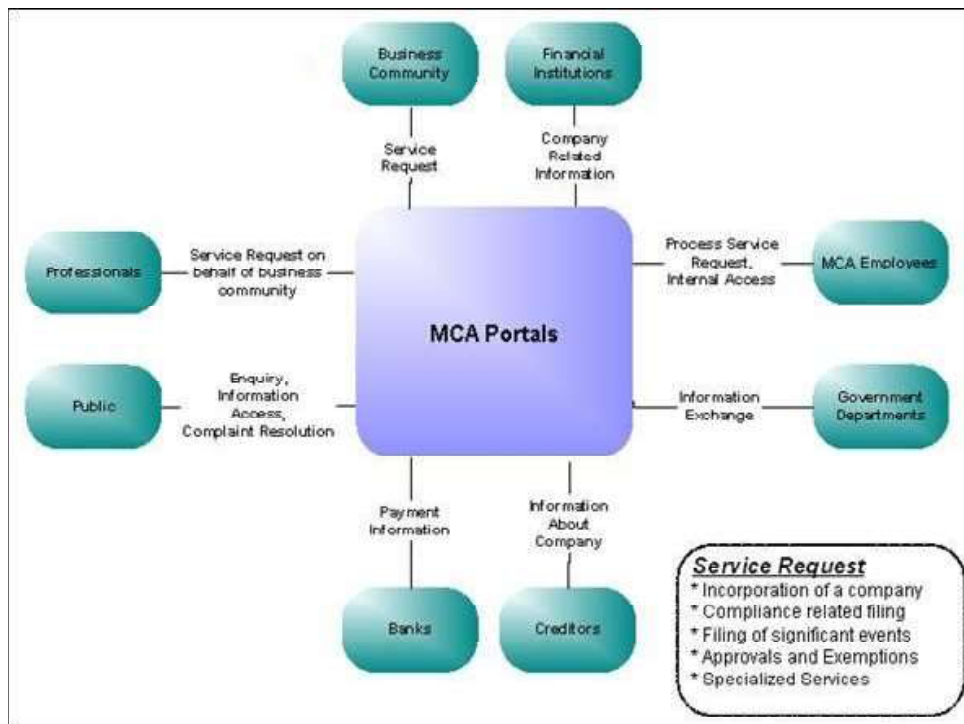 Business
Community
Financial
Institutions
Service
Request
Company
Related
Information
Professionals
Service Request on
behalf of business
community
Process Service
Request,
Internal Access
MCA Employees
MCA Portals
Public
Enquiry,
Information
Access,
Complaint Resolution
Information
Exchange
Government
Departments
Payment
Information
Information
About
Company
Banks
Creditors
Service Request
* Incorporation of a company
* Compliance related filing
* Filing of significant events
* Approvals and Exemptions
* Specialized Services